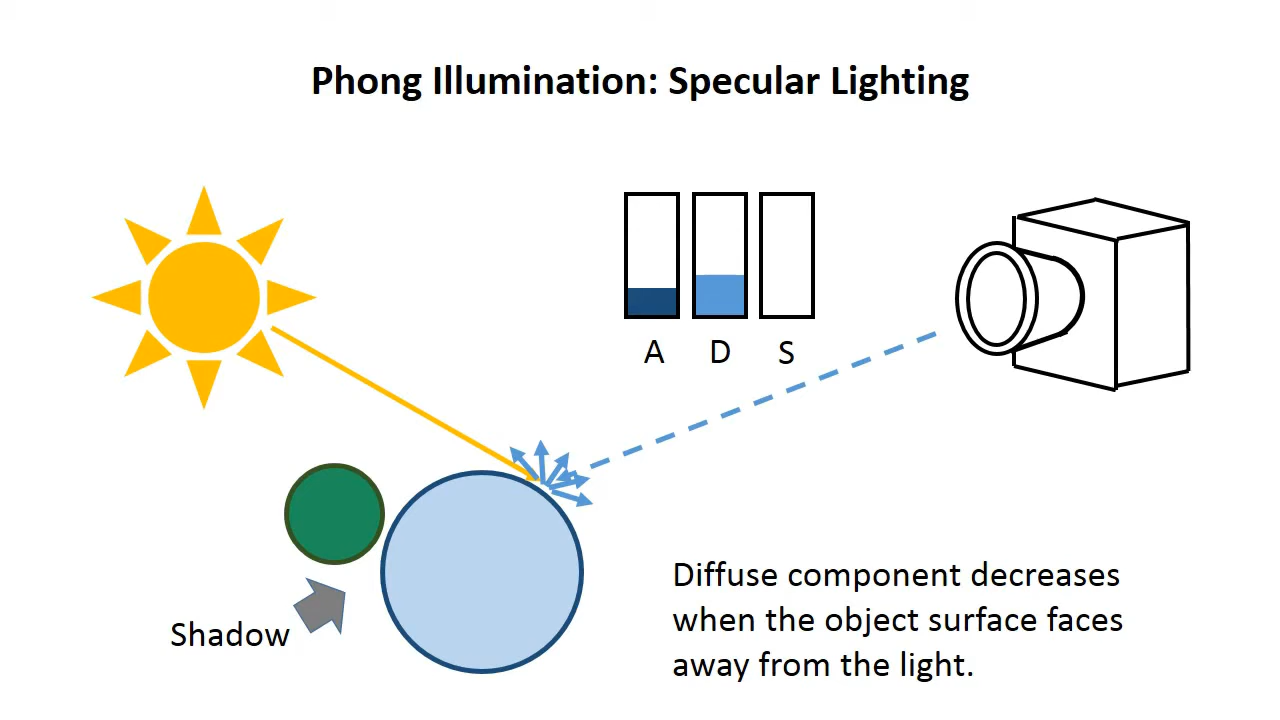 Phong Illumination: Specular Lighting
A D S
Shadow
Diffuse component decreases
when the object surface faces
away from the light.